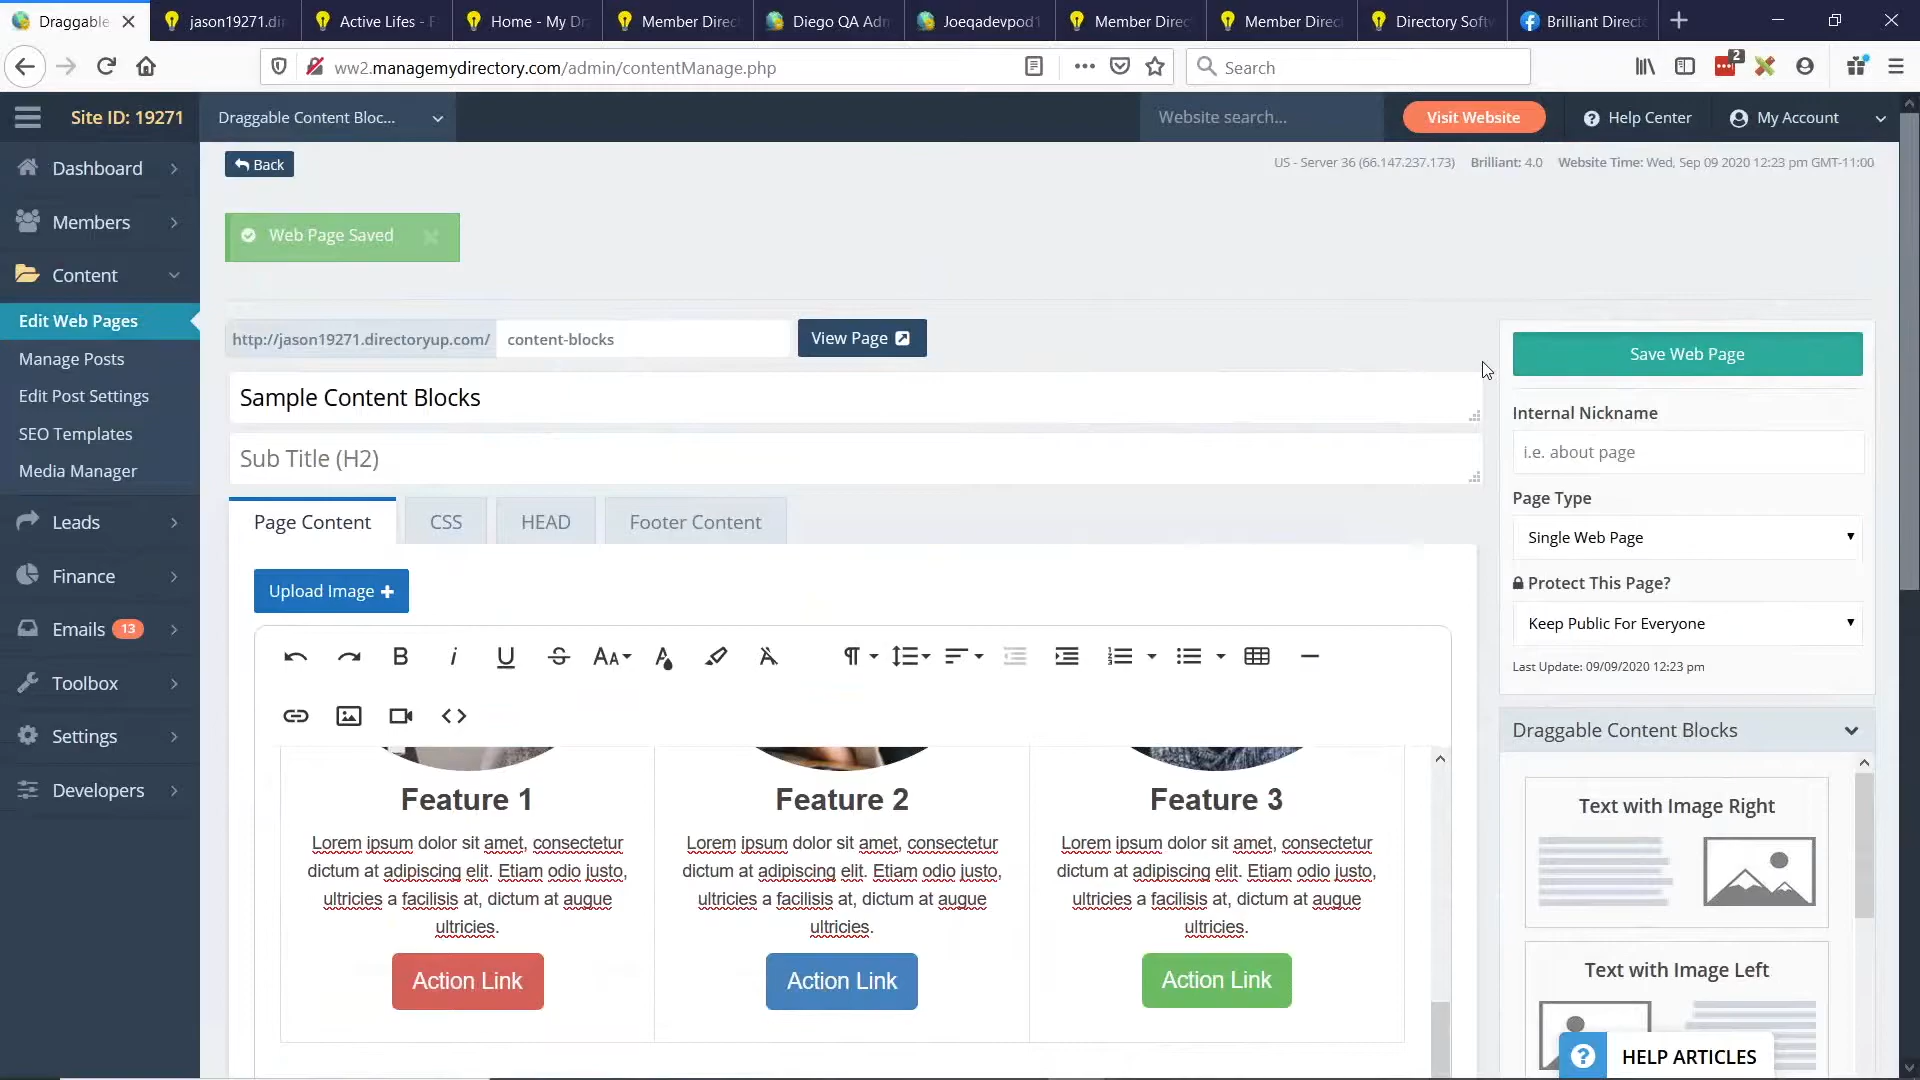 Draggable
jason19271.di
Active Lifes - F
Home - My Dr
Member Direc
Diego QA Adm
Joeqadevpod1
Member Direc
Member Direc
Directory Soft
Brilliant Direct
ww2.managemydirectory.com/admin/contentManage.php
Search
2
Site ID: 19271
Draggable Content Bloc...
Website search...
Visit Website
Help Center
My Account
Back
US - Server 36 (66.147.237.173) Brilliant: 4.0 Website Time: Wed, Sep 09 2020 12:23 pm GMT-11:00
Dashboard
Members
Content
Edit Web Pages
Manage Posts
Edit Post Settings
SEO Templates
Media Manager
Leads
Finance
Emails 13
Toolbox
Settings
Developers
Web Page Saved
http://jason19271.directoryup.com/ content-blocks
View Page
Sample Content Blocks
Sub Title (H2)
Page Content
CSS
HEAD
Footer Content
Upload Image
Feature 1
Lorem ipsum dolor sit amet, consectetur
dictum at adipiscing elit. Etiam odio justo,
ultricies a facilisis at, dictum at augue
ultricies.
Action Link
Feature 2
Lorem ipsum dolor sit amet, consectetur
dictum at adipiscing elit. Etiam odio justo,
ultricies a facilisis at, dictum at augue
ultricies.
Action Link
Feature 3
Lorem ipsum dolor sit amet, consectetur
dictum at adipiscing elit. Etiam odio justo,
ultricies a facilisis at, dictum at augue
ultricies.
Action Link
Save Web Page
Internal Nickname
i.e. about page
Page Type
Single Web Page
Protect This Page?
Keep Public For Everyone
Last Update: 09/09/2020 12:23 pm
Draggable Content Blocks
Text with Image Right
Text with Image Left
? HELP ARTICLES